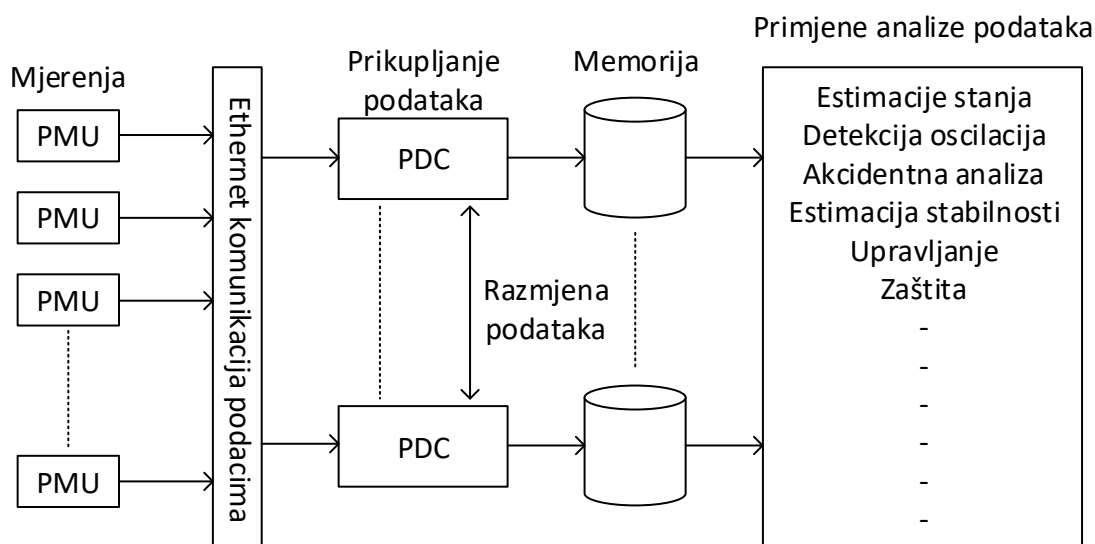 Primjene analize podataka
Mjerenja
Prikupljanje
podataka
Memorija
PMU
PMU
PMU
PMU
Ethernet komunikacija podacima
PDC
PDC
Razmjena
podataka
Estimacije stanja
Detekcija oscilacija
Akcidentna analiza
Estimacija stabilnosti
Upravljanje
Zaštita
-
-
-
-
-
-